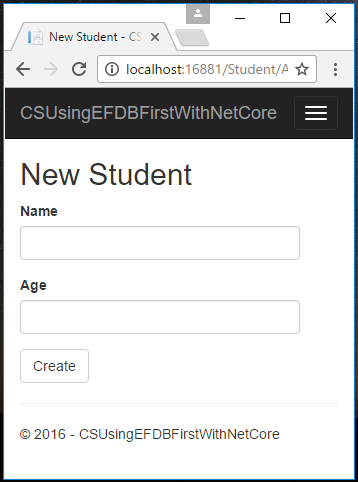 New Student - CS
localhost:16881/Student/A
CSUsingEFDBFirstWithNetCore
New Student
Name
Age
Create
© 2016 - CSUsingEFDBFirstWithNetCore